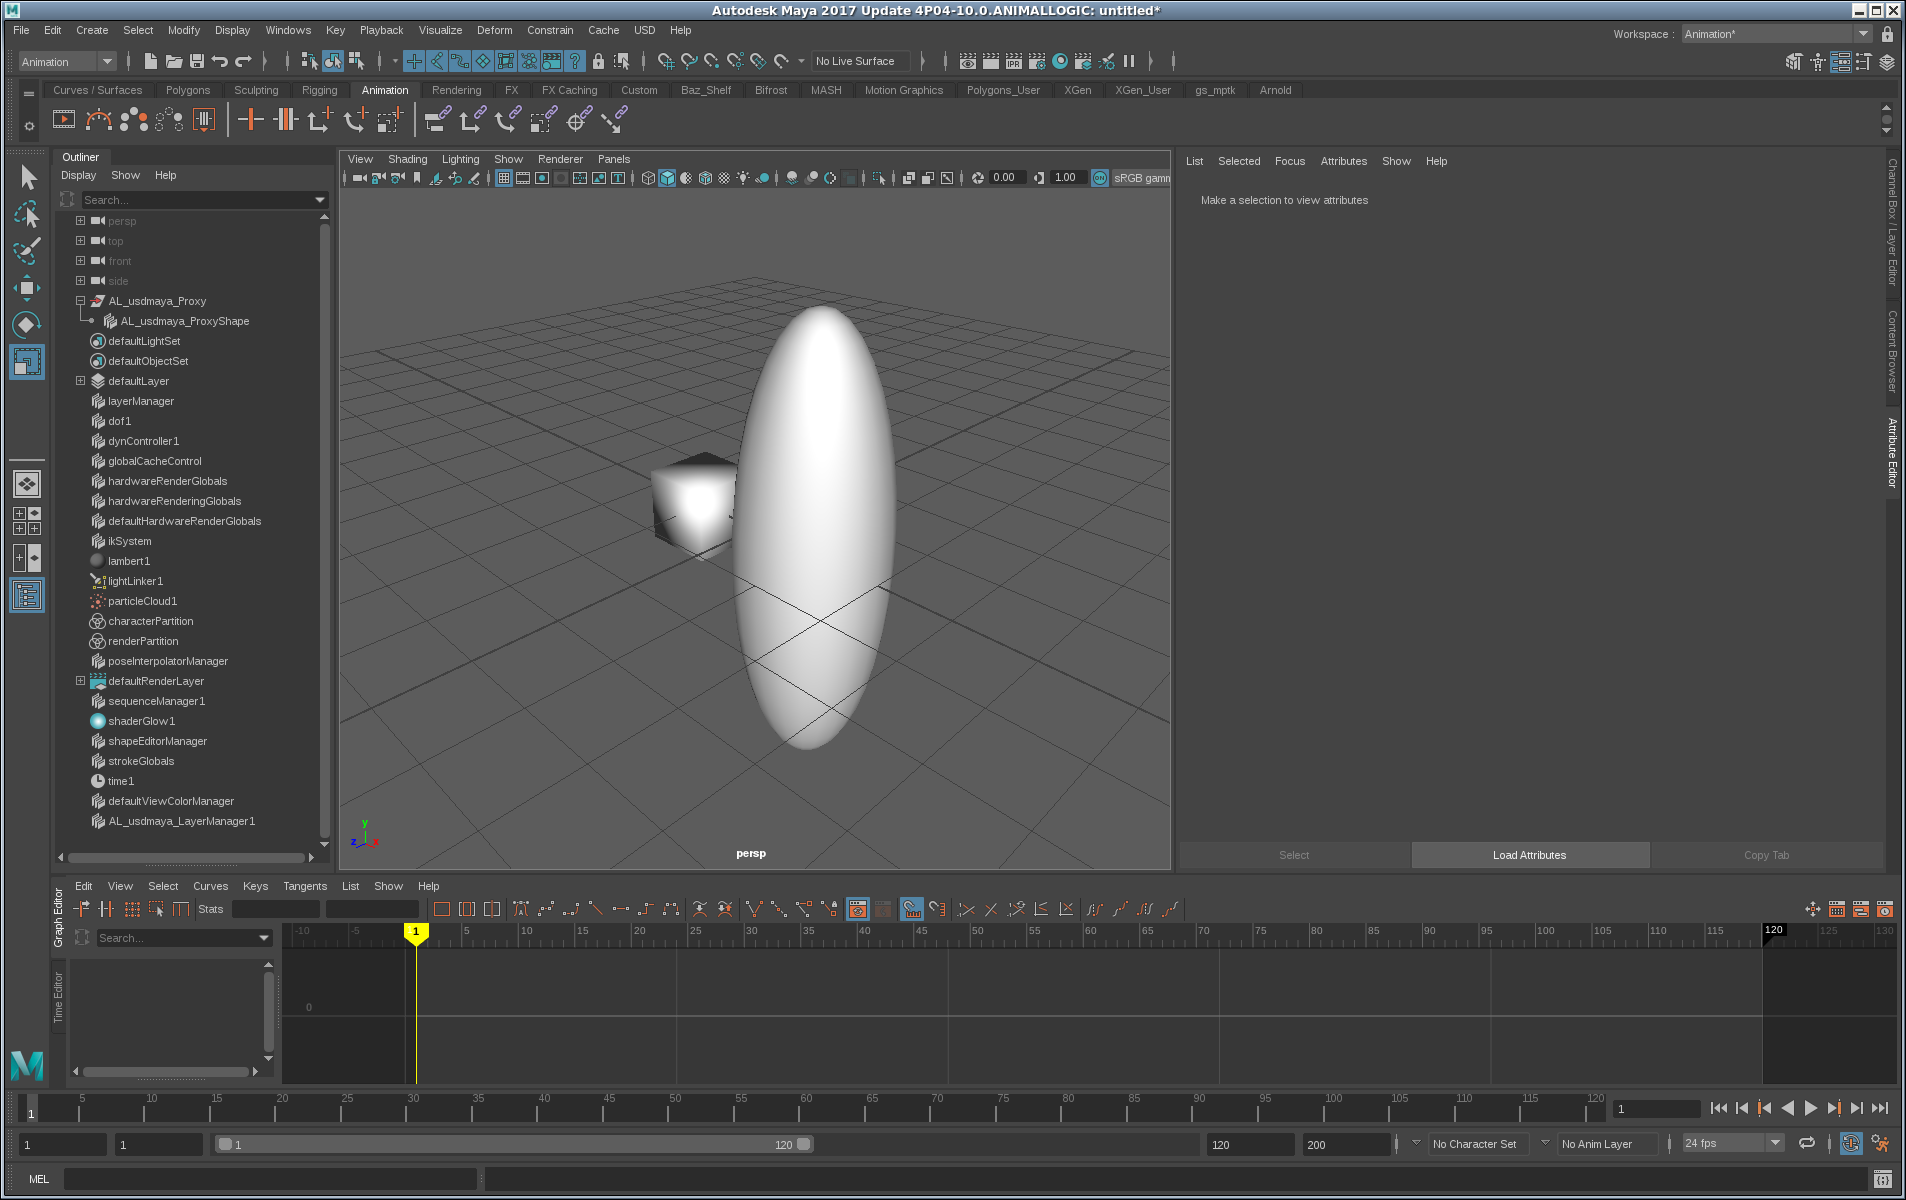 Autodesk Maya 2017 Update 4P04-10.0.ANIMALLOGIC: untitled*
File Edit Create Select Modify Display Windows Key Playback Visualize Deform Constrain Cache USD Help
Workspace : Animation*
Animation
No Live Surface
Curves / Surfaces Polygons Sculpting Rigging Animation Rendering FX FX Caching Custom Baz_Shelf Bifrost MASH Motion Graphics Polygons_User XGen XGen_User gs_mptk Arnold
Outliner
Display Show Help
Search...
persp
top
front
side
AL_usdmaya_Proxy
AL_usdmaya_ProxyShape
defaultLightSet
defaultObjectSet
defaultLayer
layerManager
dof1
dynController1
globalCacheControl
hardwareRenderGlobals
hardwareRenderingGlobals
defaultHardwareRenderGlobals
ikSystem
lambert1
lightLinker1
particleCloud1
characterPartition
renderPartition
poseInterpolatorManager
defaultRenderLayer
sequenceManager1
shaderGlow1
shapeEditorManager
strokeGlobals
time1
defaultViewColorManager
AL_usdmaya_LayerManager1
View Shading Lighting Show Renderer Panels
0.00 1.00 sRGB gamm
y
z x
persp
List Selected Focus Attributes Show Help
Make a selection to view attributes
Select Load Attributes Copy Tab
Channel Box / Layer Editor
Content Browser
Attribute Editor
Graph Editor
Time Editor
Edit View Select Curves Keys Tangents List Show Help
Stats
Search...
-10 -5 1 5 10 15 20 25 30 35 40 45 50 55 60 65 70 75 80 85 90 95 100 105 110 115 120 125 130
0
1 5 10 15 20 25 30 35 40 45 50 55 60 65 70 75 80 85 90 95 100 105 110 115 120 1
1 1 1 120 120 200 No Character Set No Anim Layer 24 fps
MEL